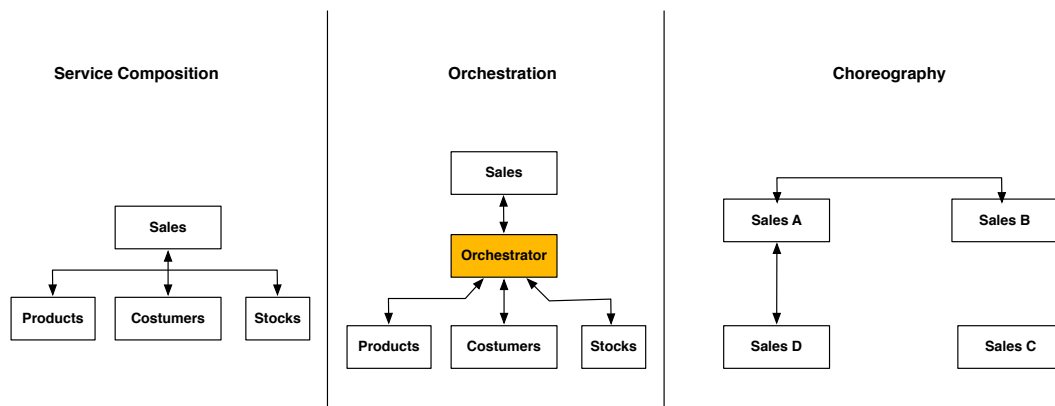 Service Composition
Orchestration
Choreography
Sales
Products
Costumers
Stocks
Sales
Orchestrator
Products
Costumers
Stocks
Sales A
Sales B
Sales D
Sales C